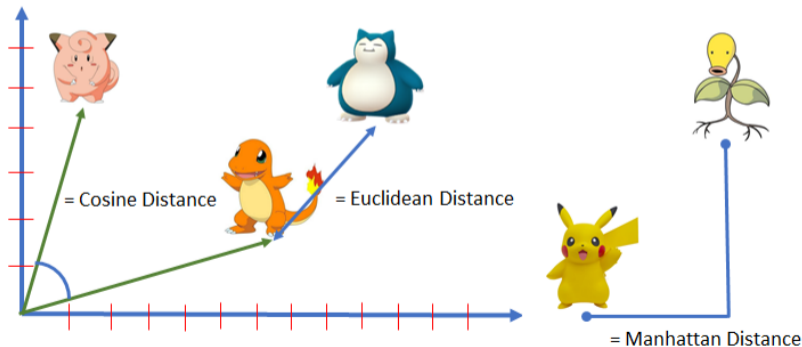 = Cosine Distance
= Euclidean Distance
= Manhattan Distance